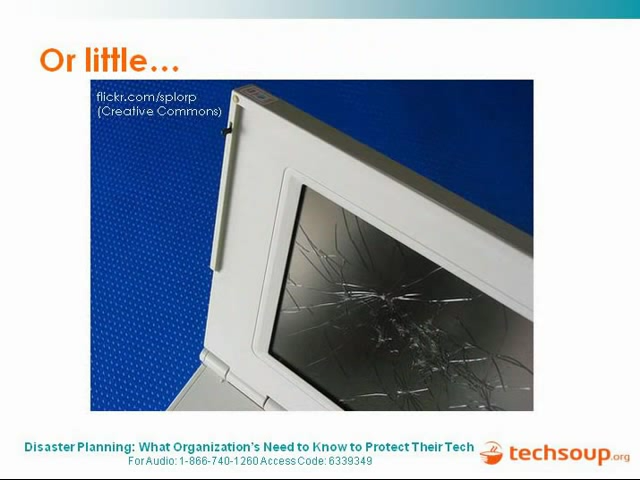 Or little…
flickr.com/splorp
(Creative Commons)
Disaster Planning: What Organization's Need to Know to Protect Their Tech
For Audio: 1-866-740-1260 Access Code: 6339349
techsoup.org